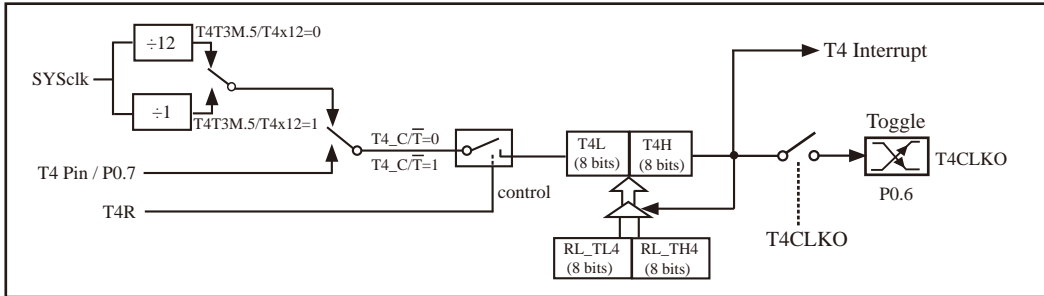 T4T3M.5/T4x12=0
÷12
SYSclk
÷1
T4T3M.5/T4x12=1
T4 Interrupt
Toggle
T4_C/T̅=0
T4_C/T̅=1
T4L
(8 bits)
T4H
(8 bits)
T4CLKO
P0.6
T4 Pin / P0.7
control
T4R
T4CLKO
RL_TL4
(8 bits)
RL_TH4
(8 bits)